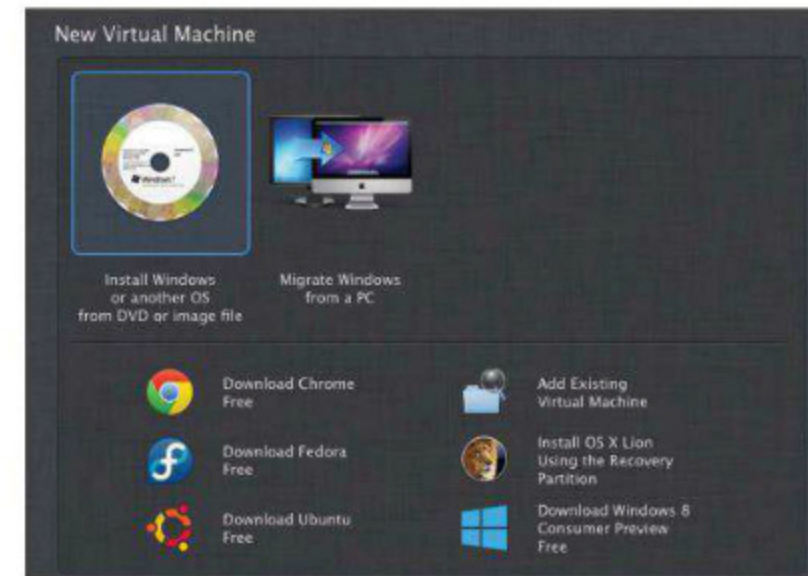 New Virtual Machine
Install Windows
or another OS
from DVD or image file
Migrate Windows
from a PC
Download Chrome
Free
Download Fedora
Free
Download Ubuntu
Free
Add Existing
Virtual Machine
Install OS X Lion
Using the Recovery
Partition
Download Windows 8
Consumer Preview
Free